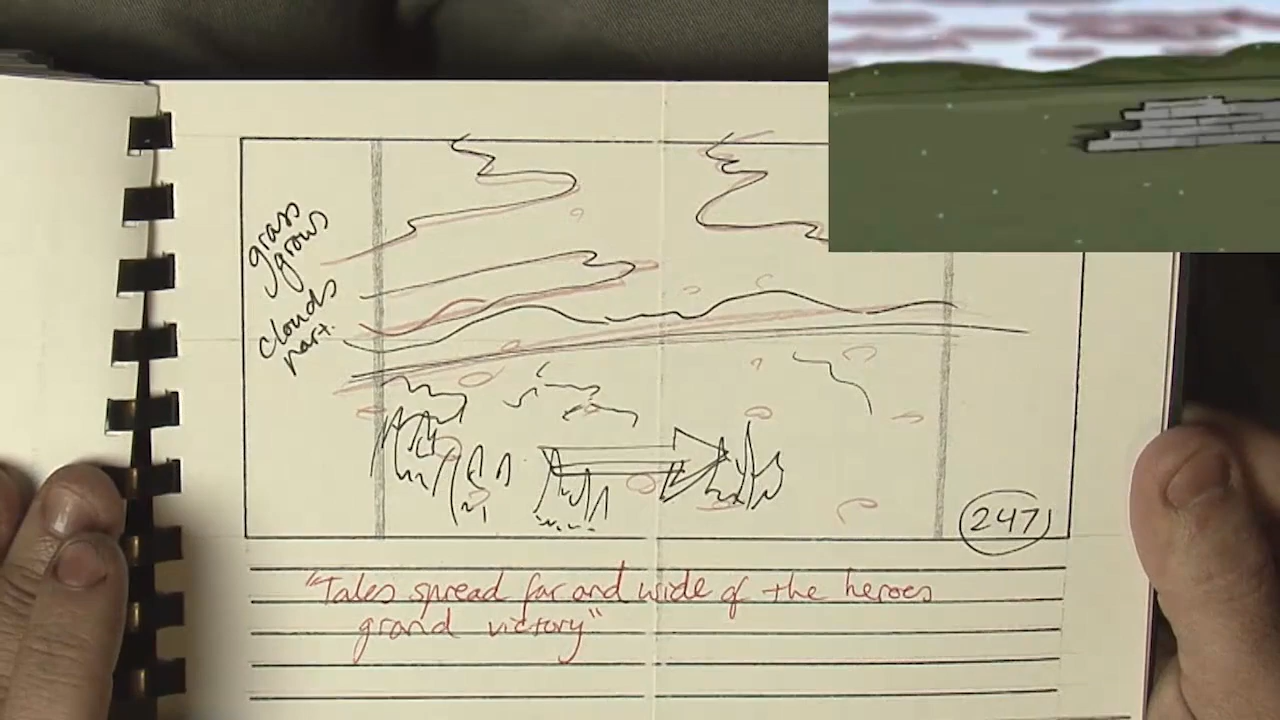 grass
grows
clouds
part.
247
"Tales spread far and wide of the heroes
grand victory"